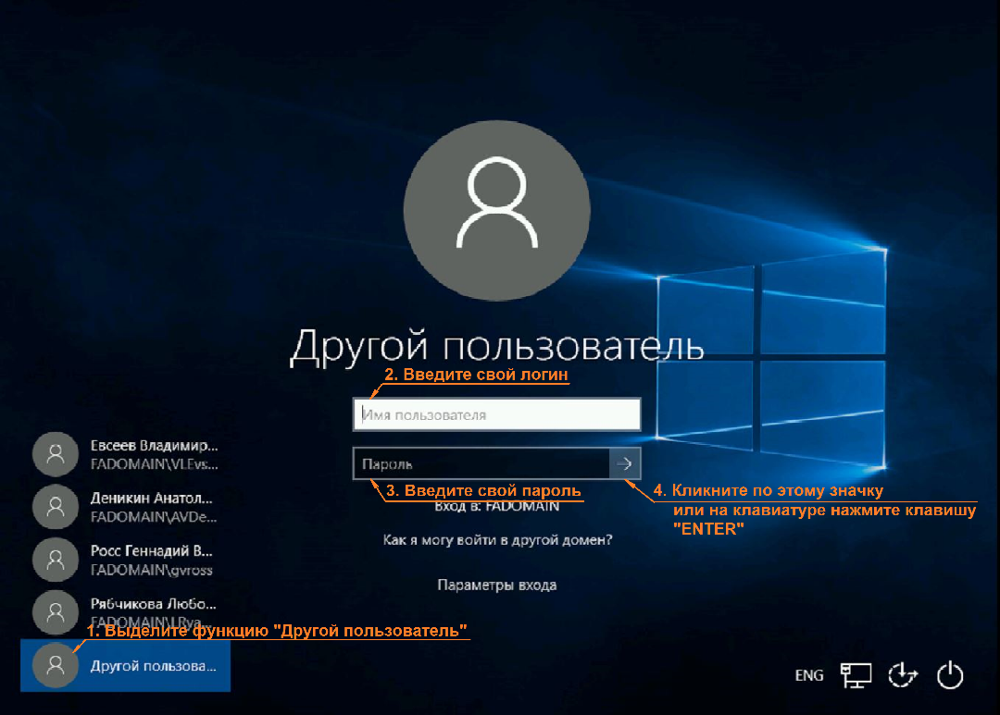 Другой пользователь
2. Введите свой логин
Имя пользователя
Пароль
3. Введите свой пароль
4. Кликните по этому значку
или на клавиатуре нажмите клавишу
"ENTER"
Вход в: FADOMAIN
Как я могу войти в другой домен?
Параметры входа
Евсеев Владимир...
FADOMAIN\VLEvs...
Деникин Анатол...
FADOMAIN\AVDe...
Росс Геннадий В...
FADOMAIN\gvross
Рябчикова Любо...
FADOMAIN\LRya...
1. Выделите функцию "Другой пользователь"
Другой пользова...
ENG